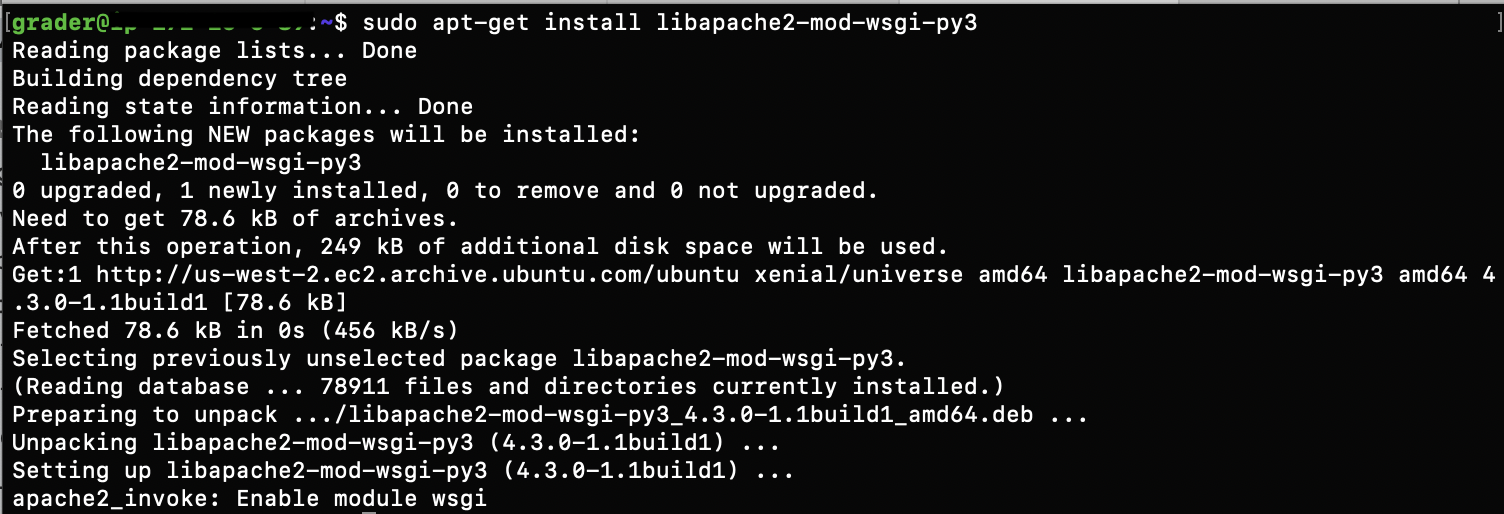 [grader@ :~$ sudo apt-get install libapache2-mod-wsgi-py3 ]
Reading package lists... Done
Building dependency tree
Reading state information... Done
The following NEW packages will be installed:
  libapache2-mod-wsgi-py3
0 upgraded, 1 newly installed, 0 to remove and 0 not upgraded.
Need to get 78.6 kB of archives.
After this operation, 249 kB of additional disk space will be used.
Get:1 http://us-west-2.ec2.archive.ubuntu.com/ubuntu xenial/universe amd64 libapache2-mod-wsgi-py3 amd64 4
.3.0-1.1build1 [78.6 kB]
Fetched 78.6 kB in 0s (456 kB/s)
Selecting previously unselected package libapache2-mod-wsgi-py3.
(Reading database ... 78911 files and directories currently installed.)
Preparing to unpack .../libapache2-mod-wsgi-py3_4.3.0-1.1build1_amd64.deb ...
Unpacking libapache2-mod-wsgi-py3 (4.3.0-1.1build1) ...
Setting up libapache2-mod-wsgi-py3 (4.3.0-1.1build1) ...
apache2_invoke: Enable module wsgi